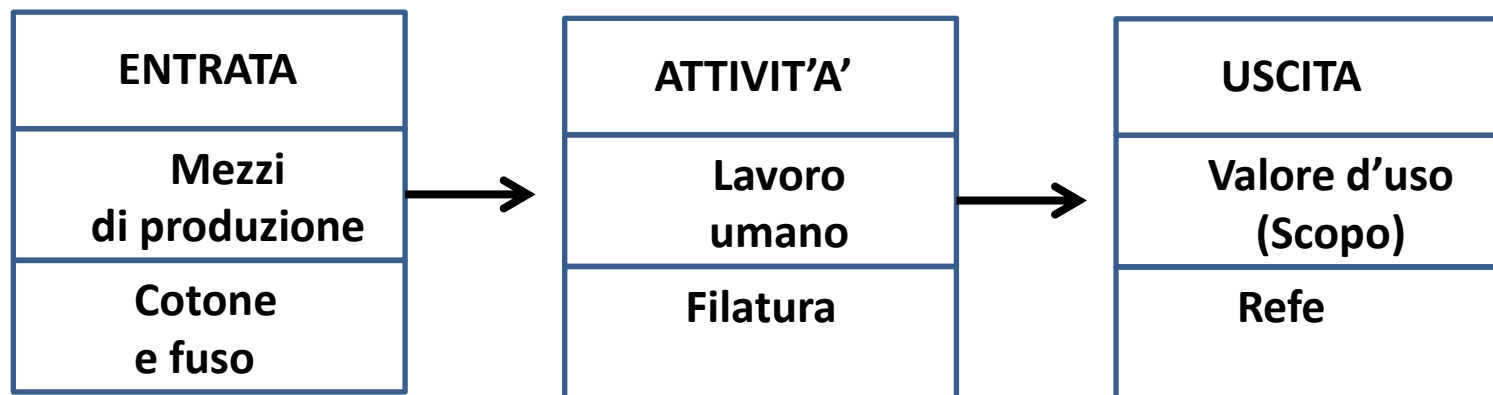 ENTRATA
Mezzi
di produzione
Cotone
e fuso
ATTIVIT’A’
Lavoro
umano
Filatura
USCITA
Valore d’uso
(Scopo)
Refe